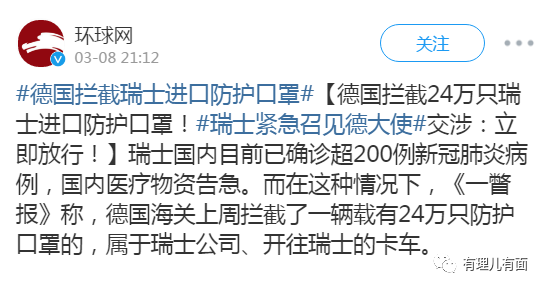 环球网
03-08 21:12
关注
#德国拦截瑞士进口防护口罩#【德国拦截24万只瑞
士进口防护口罩！#瑞士紧急召见德大使#交涉：立
即放行！】瑞士国内目前已确诊超200例新冠肺炎病
例，国内医疗物资告急。而在这种情况下，《一瞥
报》称，德国海关上周拦截了一辆载有24万只防护
口罩的，属于瑞士公司、开往瑞士的卡车。
有理儿有面